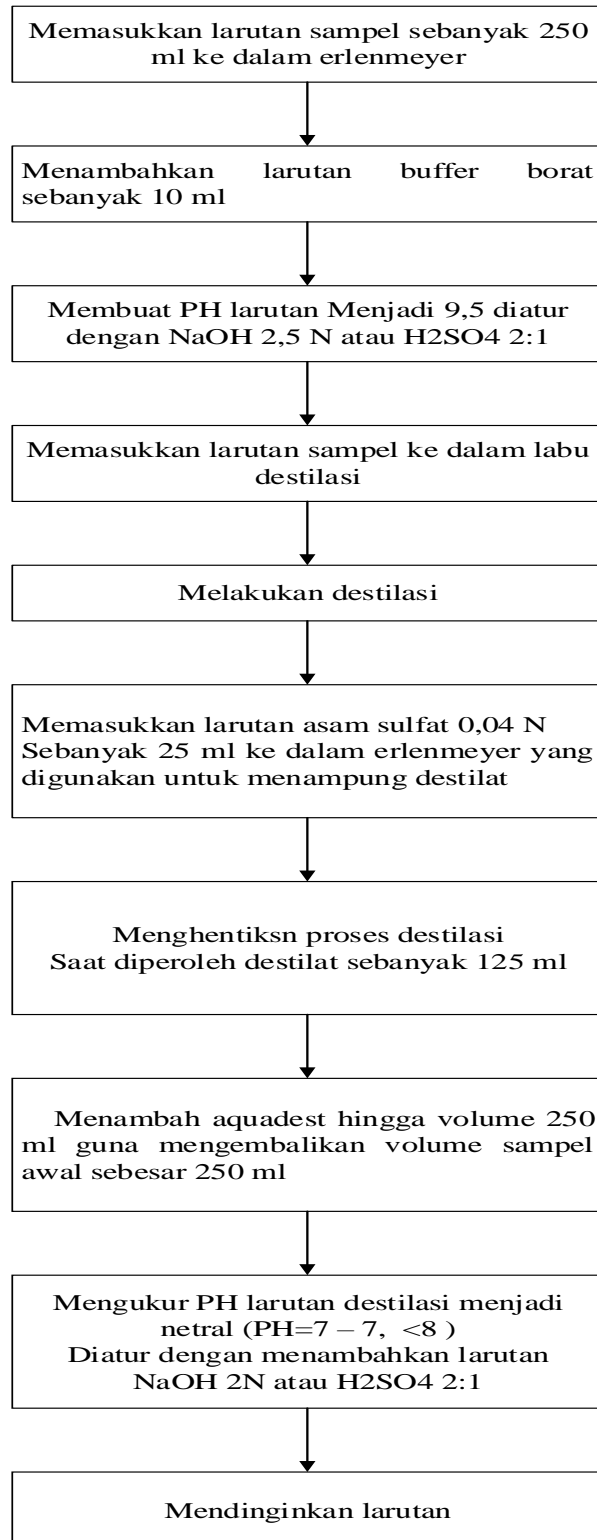 Memasukkan larutan sampel sebanyak 250
ml ke dalam erlenmeyer
Menambahkan larutan buffer borat
sebanyak 10 ml
Membuat PH larutan Menjadi 9,5 diatur
dengan NaOH 2,5 N atau H2SO4 2:1
Memasukkan larutan sampel ke dalam labu
destilasi
Melakukan destilasi
Memasukkan larutan asam sulfat 0,04 N
Sebanyak 25 ml ke dalam erlenmeyer yang
digunakan untuk menampung destilat
Menghentiksn proses destilasi
Saat diperoleh destilat sebanyak 125 ml
Menambah aquadest hingga volume 250
ml guna mengembalikan volume sampel
awal sebesar 250 ml
Mengukur PH larutan destilasi menjadi
netral (PH=7 – 7, <8 )
Diatur dengan menambahkan larutan
NaOH 2N atau H2SO4 2:1
Mendinginkan larutan